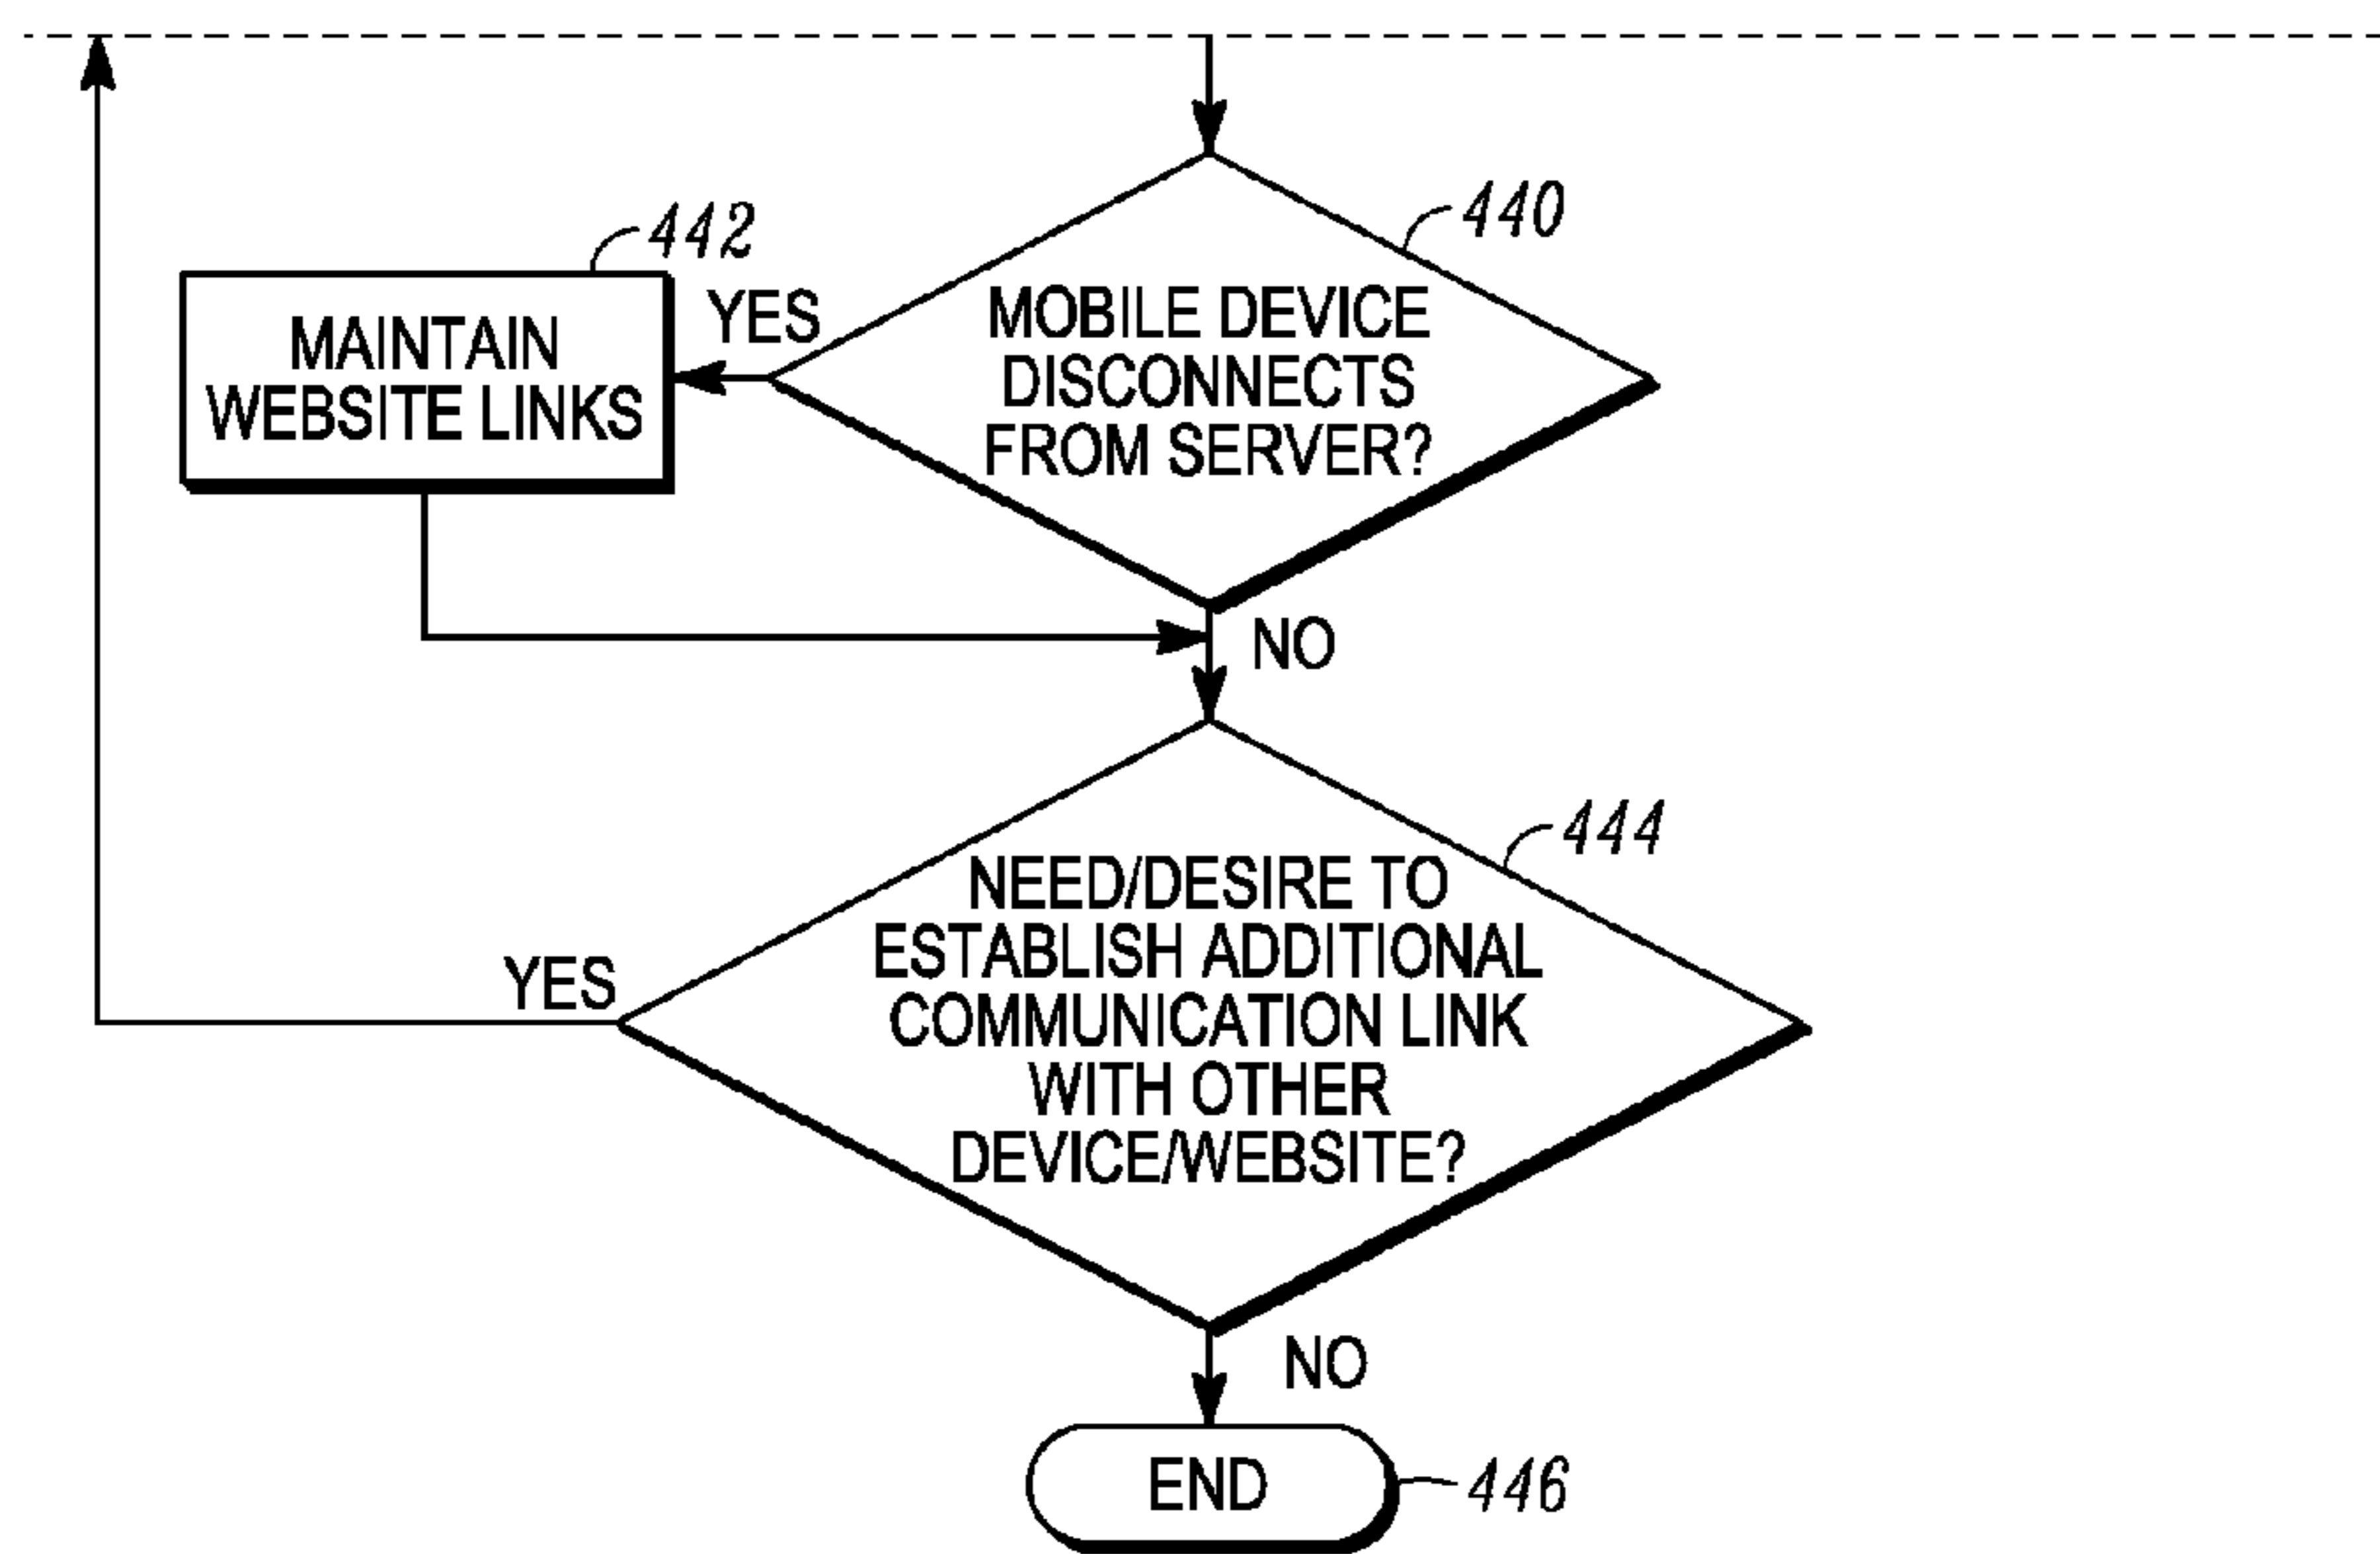 440
442
YES
MOBILE DEVICE
DISCONNECTS
FROM SERVER?
MAINTAIN
WEBSITE LINKS
NO
444
NEED/DESIRE TO
ESTABLISH ADDITIONAL
COMMUNICATION LINK
WITH OTHER
DEVICE/WEBSITE?
YES
NO
END
446